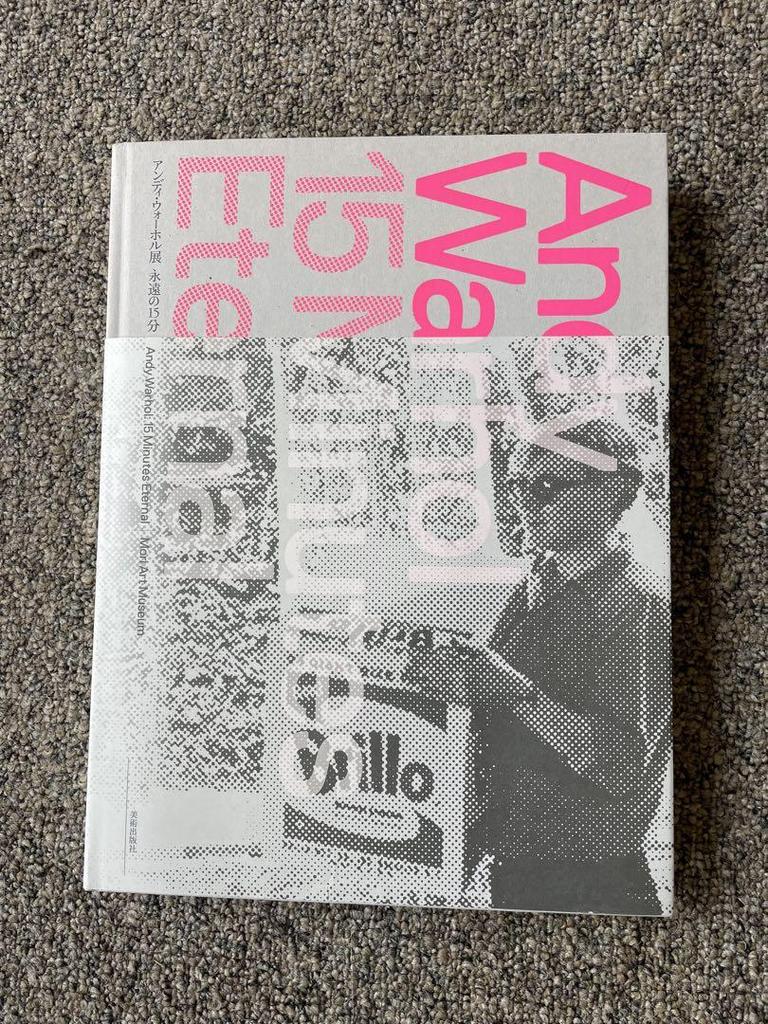 Andy
Warhol
15 Minutes
Eternal
アンディ・ウォーホル展 永遠の15分
Andy Warhol: 15 Minutes Eternal Mori Art Museum
美術出版社
Brillo